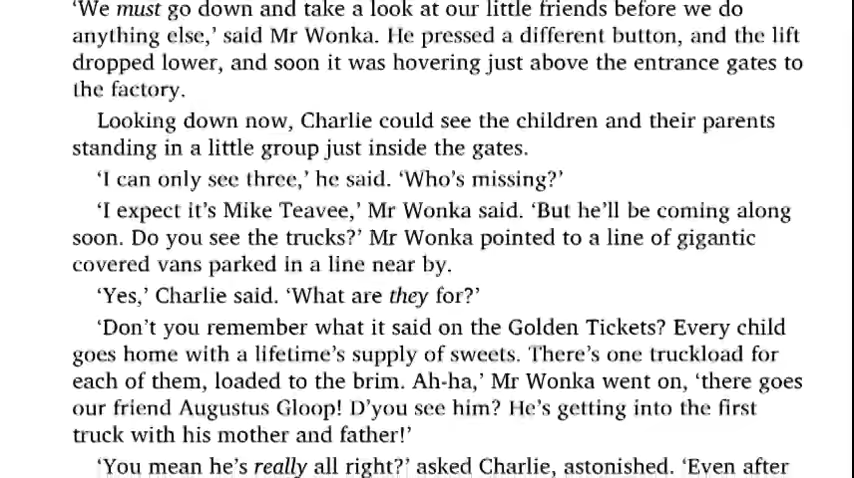 ‘We must go down and take a look at our little friends before we do
anything else,’ said Mr Wonka. He pressed a different button, and the lift
dropped lower, and soon it was hovering just above the entrance gates to
the factory.
Looking down now, Charlie could see the children and their parents
standing in a little group just inside the gates.
‘I can only see three,’ he said. ‘Who’s missing?’
‘I expect it’s Mike Teavee,’ Mr Wonka said. ‘But he’ll be coming along
soon. Do you see the trucks?’ Mr Wonka pointed to a line of gigantic
covered vans parked in a line near by.
‘Yes,’ Charlie said. ‘What are they for?’
‘Don’t you remember what it said on the Golden Tickets? Every child
goes home with a lifetime’s supply of sweets. There’s one truckload for
each of them, loaded to the brim. Ah-ha,’ Mr Wonka went on, ‘there goes
our friend Augustus Gloop! D’you see him? He’s getting into the first
truck with his mother and father!’
‘You mean he’s really all right?’ asked Charlie, astonished. ‘Even after